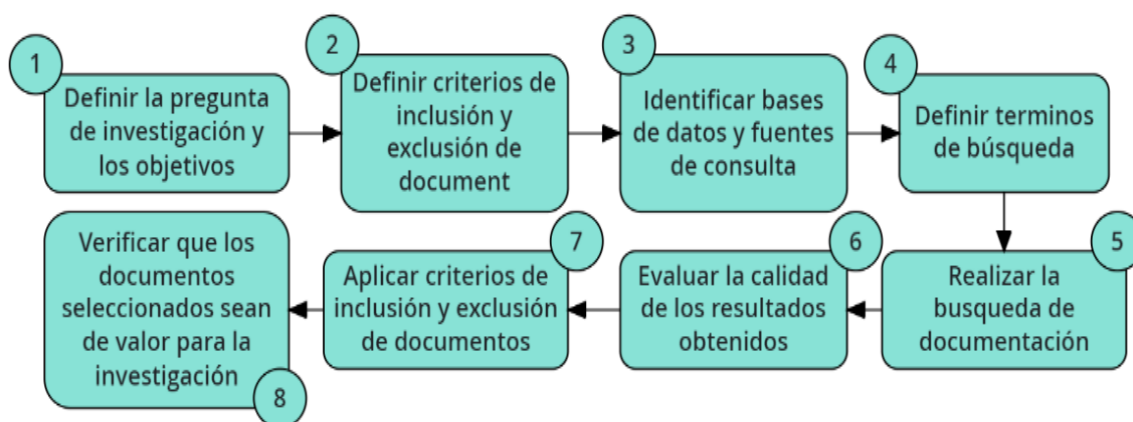 1
Definir la pregunta
de investigación y
los objetivos
2
Definir criterios de
inclusión y
exclusión de
document
3
Identificar bases
de datos y fuentes
de consulta
4
Definir terminos
de búsqueda
5
Realizar la
busqueda de
documentación
6
Evaluar la calidad
de los resultados
obtenidos
7
Aplicar criterios de
inclusión y exclusión
de documentos
Verificar que los
documentos
seleccionados sean
de valor para la
investigación
8